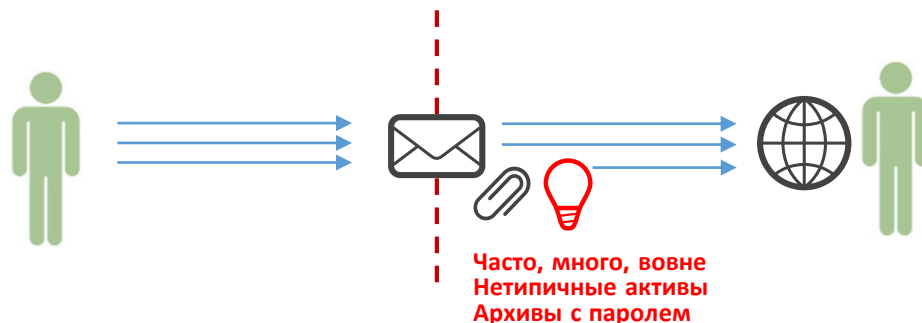 Часто, много, вовне
Нетипичные активы
Архивы с паролем